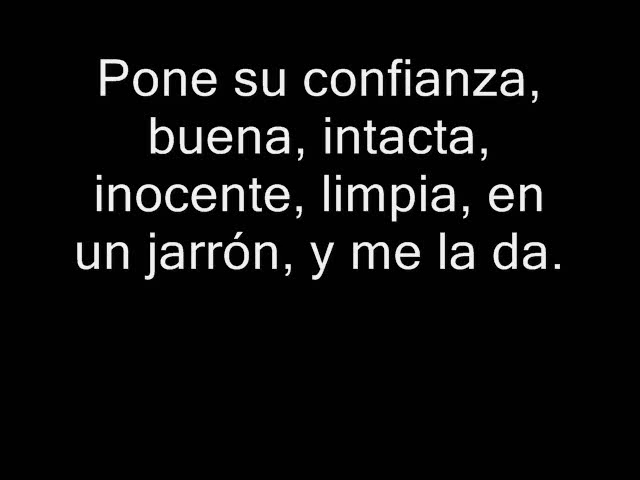 Pone su confianza,
buena, intacta,
inocente, limpia, en
un jarrón, y me la da.